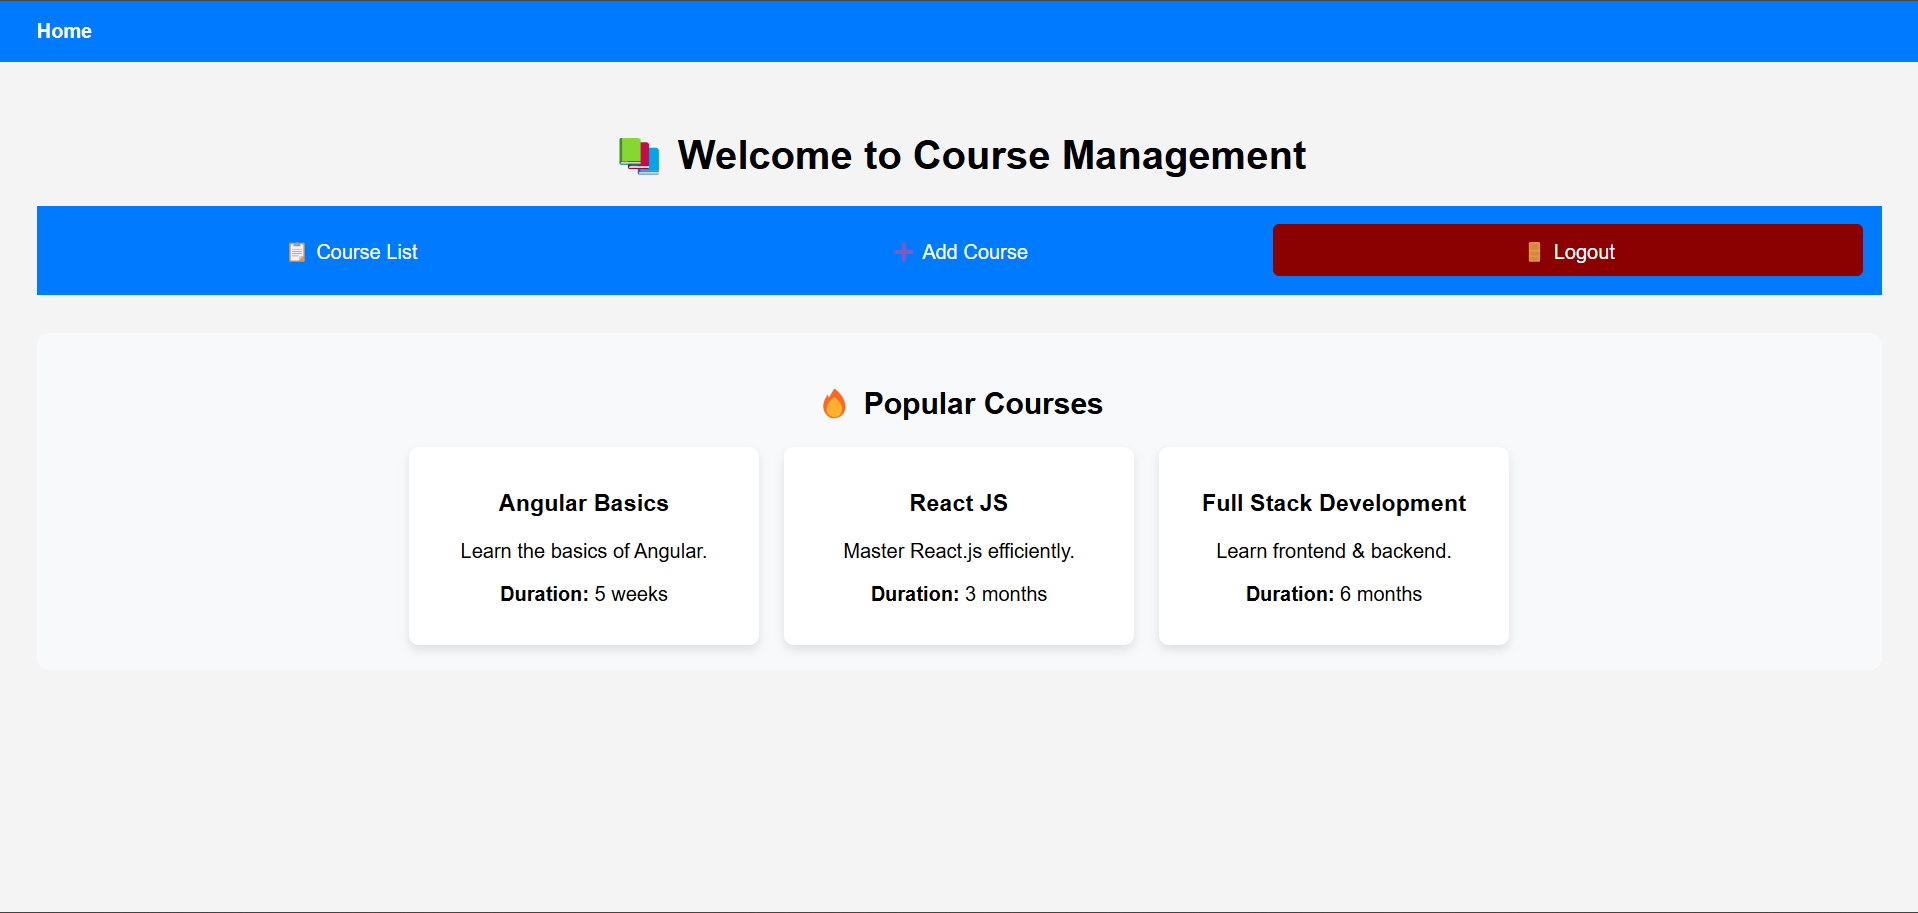 Home
📚 Welcome to Course Management
📋 Course List
➕ Add Course
🚪 Logout
🔥 Popular Courses
Angular Basics
Learn the basics of Angular.
Duration: 5 weeks
React JS
Master React.js efficiently.
Duration: 3 months
Full Stack Development
Learn frontend & backend.
Duration: 6 months